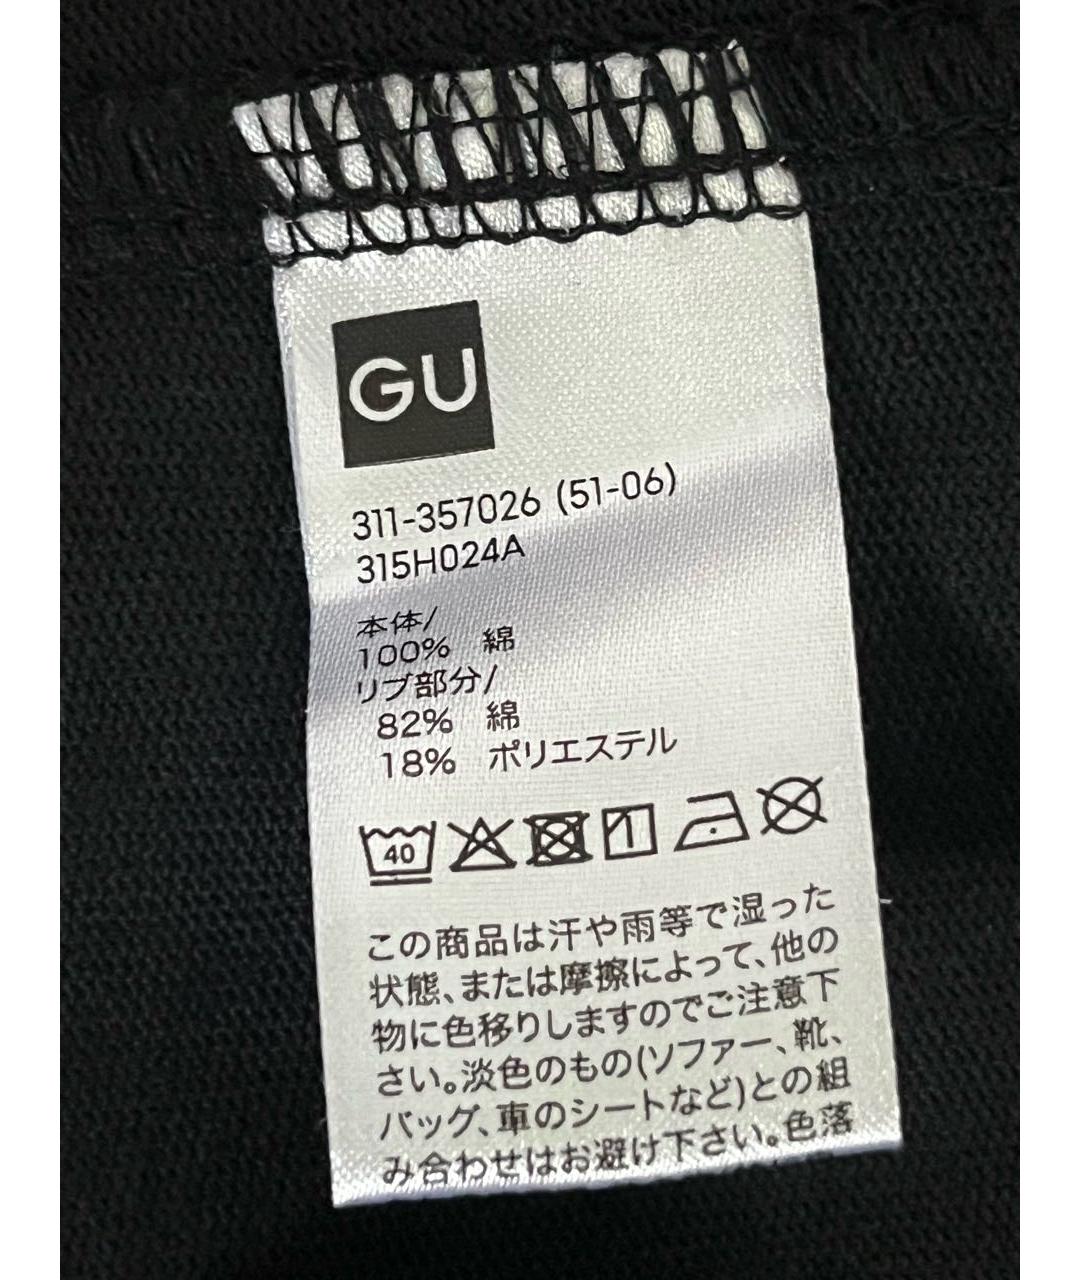 GU
311-357026 (51-06)
315H024A
本体/
100% 綿
リブ部分/
82% 綿
18% ポリエステル
40
この商品は汗や雨等で湿った
状態、または摩擦によって、他の
物に色移りしますのでご注意下
さい。淡色のもの(ソファー、靴、
バッグ、車のシートなど)との組
み合わせはお避け下さい。色落